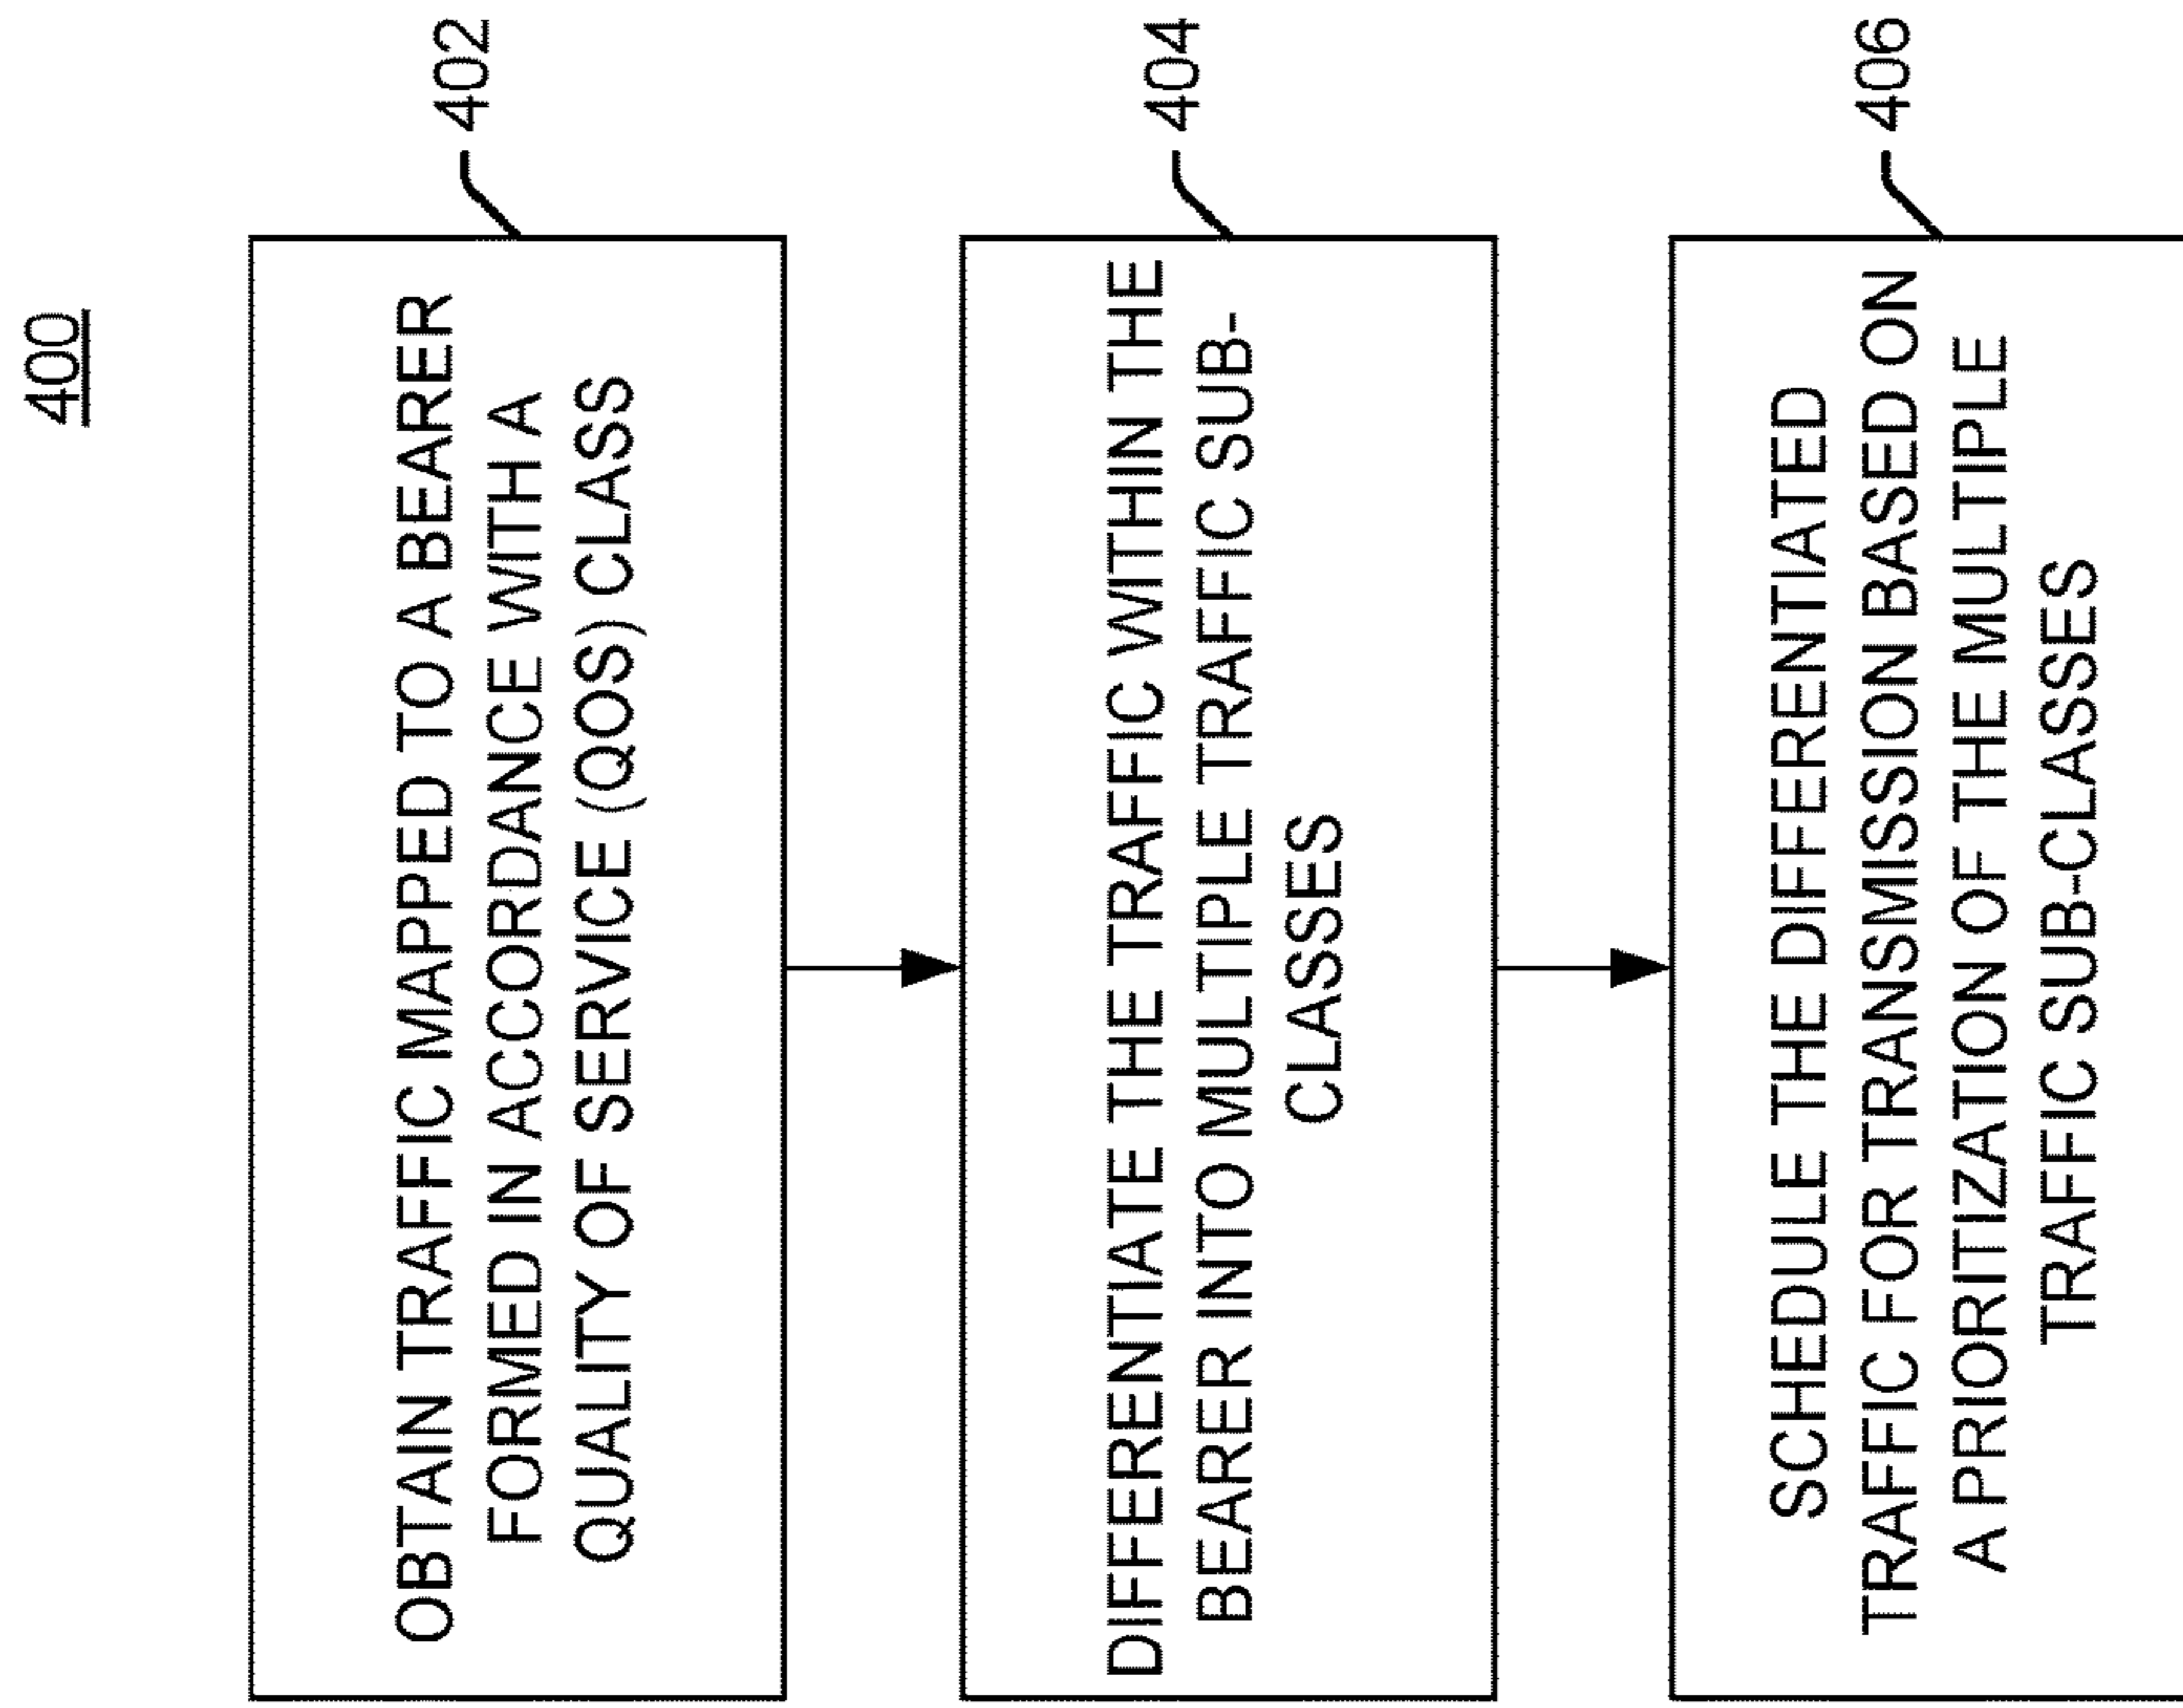 400
OBTAIN TRAFFIC MAPPED TO A BEARER
FORMED IN ACCORDANCE WITH A
QUALITY OF SERVICE (QOS) CLASS
402
DIFFERENTIATE THE TRAFFIC WITHIN THE
BEARER INTO MULTIPLE TRAFFIC SUB-
CLASSES
404
SCHEDULE THE DIFFERENTIATED
TRAFFIC FOR TRANSMISSION BASED ON
A PRIORITIZATION OF THE MULTIPLE
TRAFFIC SUB-CLASSES
406